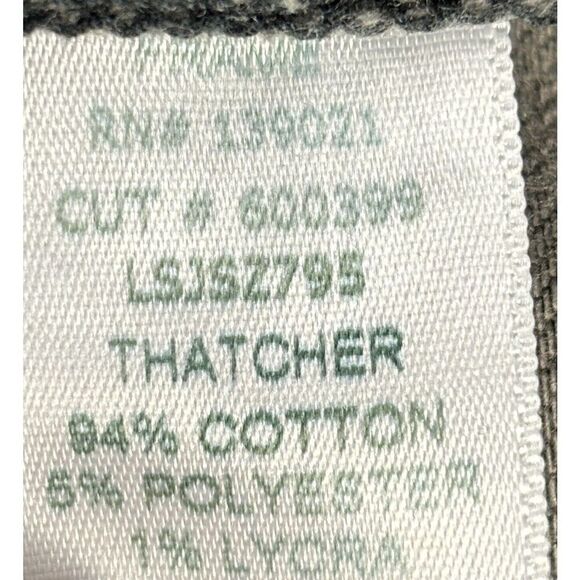 RN# 139021
CUT # 600399
LSJSZ795
THATCHER
94% COTTON
5% POLYESTER
1% LYCRA